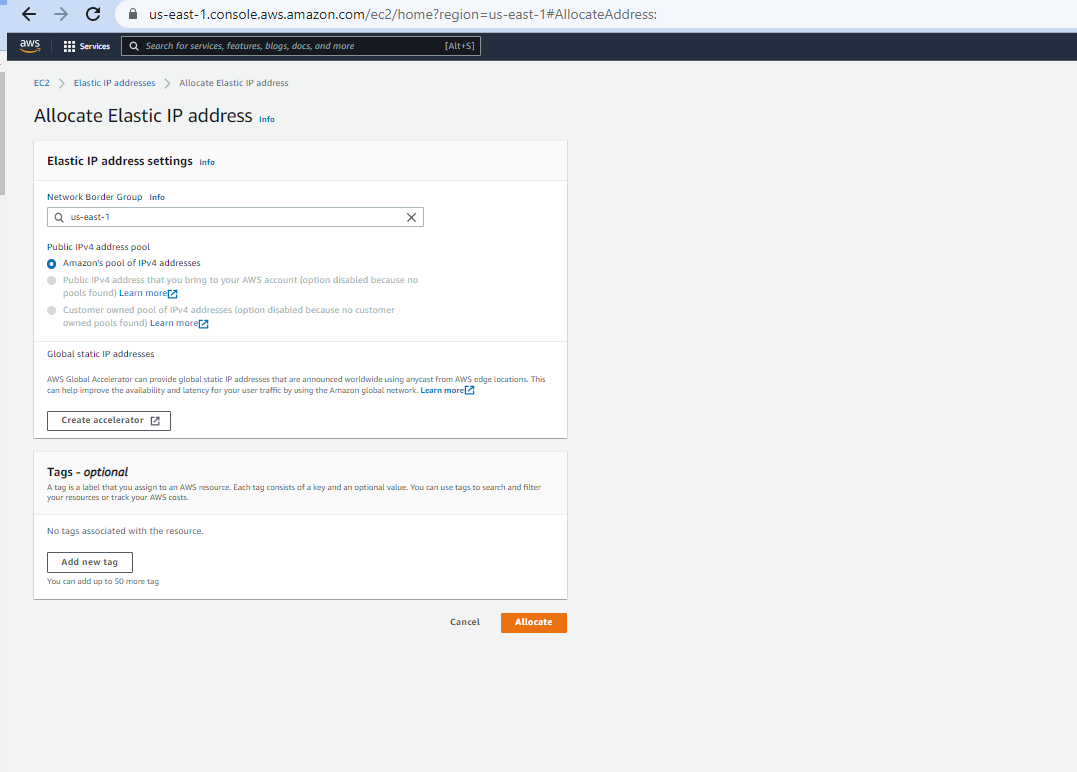 us-east-1.console.aws.amazon.com/ec2/home?region=us-east-1#AllocateAddress:
aws Services Search for services, features, blogs, docs, and more [Alt+S]
EC2 Elastic IP addresses Allocate Elastic IP address
Allocate Elastic IP address Info
Elastic IP address settings Info
Network Border Group Info
us-east-1
Public IPv4 address pool
Amazon's pool of IPv4 addresses
Public IPv4 address that you bring to your AWS account (option disabled because no
pools found) Learn more
Customer owned pool of IPv4 addresses (option disabled because no customer
owned pools found) Learn more
Global static IP addresses
AWS Global Accelerator can provide global static IP addresses that are announced worldwide using anycast from AWS edge locations. This
can help improve the availability and latency for your user traffic by using the Amazon global network. Learn more
Create accelerator
Tags - optional
A tag is a label that you assign to an AWS resource. Each tag consists of a key and an optional value. You can use tags to search and filter
your resources or track your AWS costs.
No tags associated with the resource.
Add new tag
You can add up to 50 more tag
Cancel Allocate